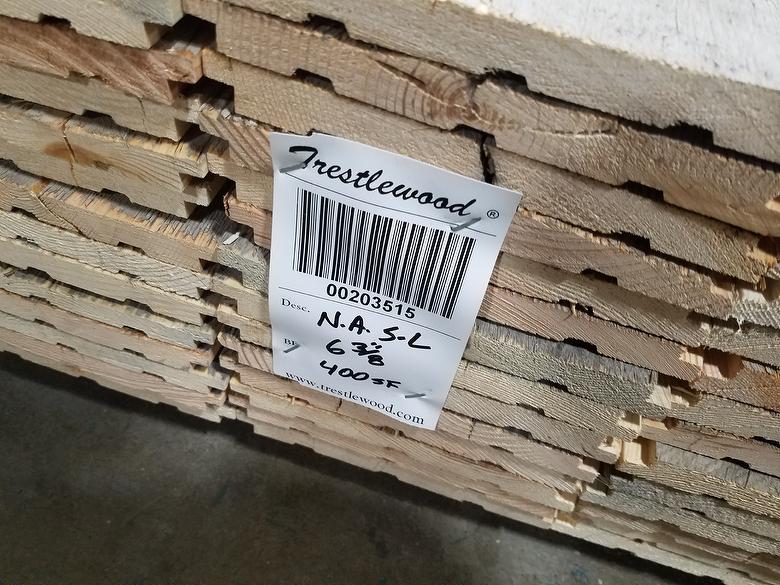 Trestlewood ®
00203515
Desc. N.A. S-L
6 3/8"
400 SF
www.trestlewood.com